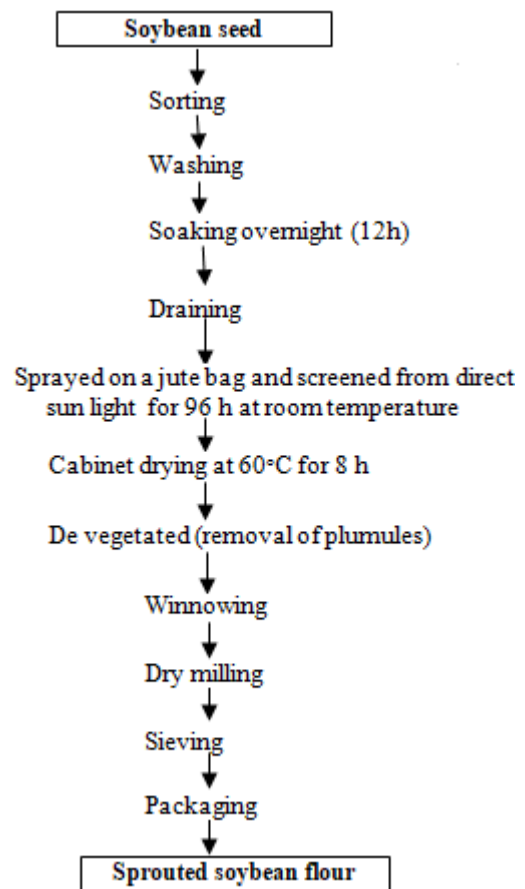 Soybean seed
Sorting
Washing
Soaking overnight (12h)
Draining
Sprayed on a jute bag and screened from direct
sun light for 96 h at room temperature
Cabinet drying at 60°C for 8 h
De vegetated (removal of plumules)
Winnowing
Dry milling
Sieving
Packaging
Sprouted soybean flour